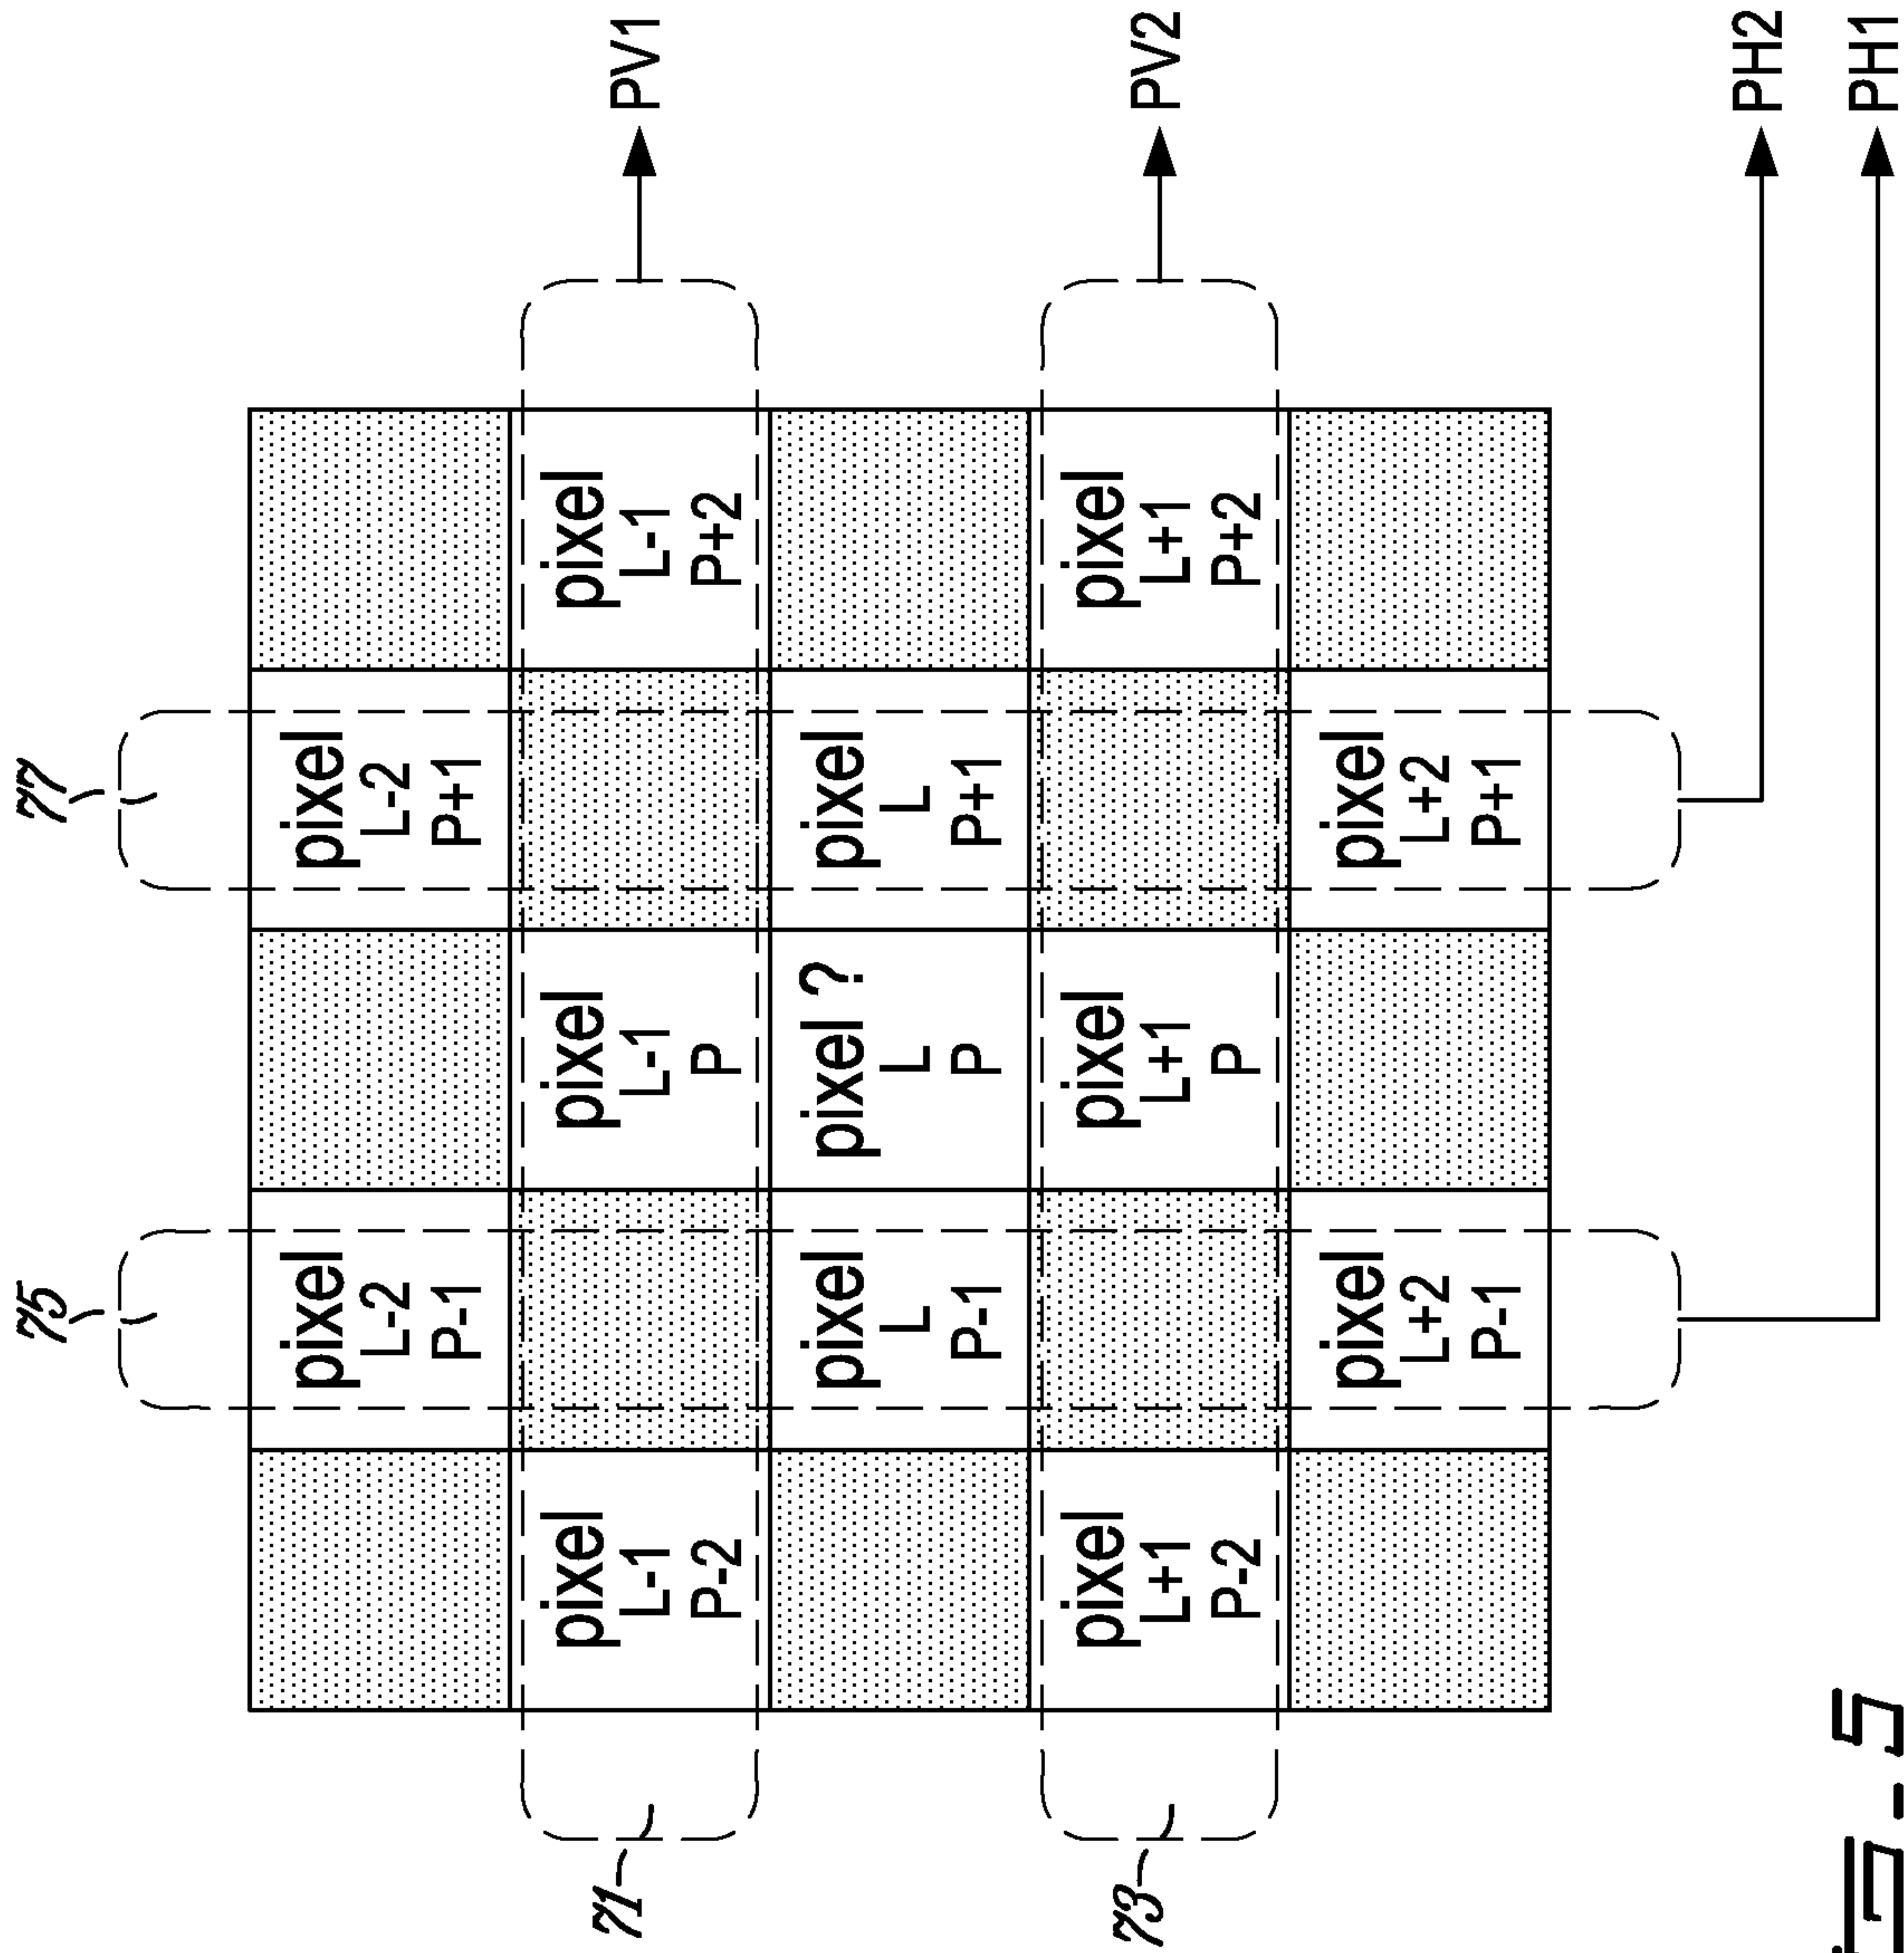 75 77
pixel pixel
L-2 L-2
P-1 P+1
71 pixel pixel pixel PV1
L-1 L-1 L-1
P-2 P P+2
pixel pixel ? pixel
L L L
P-1 P P+1
73 pixel pixel pixel PV2
L+1 L+1 L+1
P-2 P P+2
pixel pixel
L+2 L+2
P-1 P+1
PH2
PH1